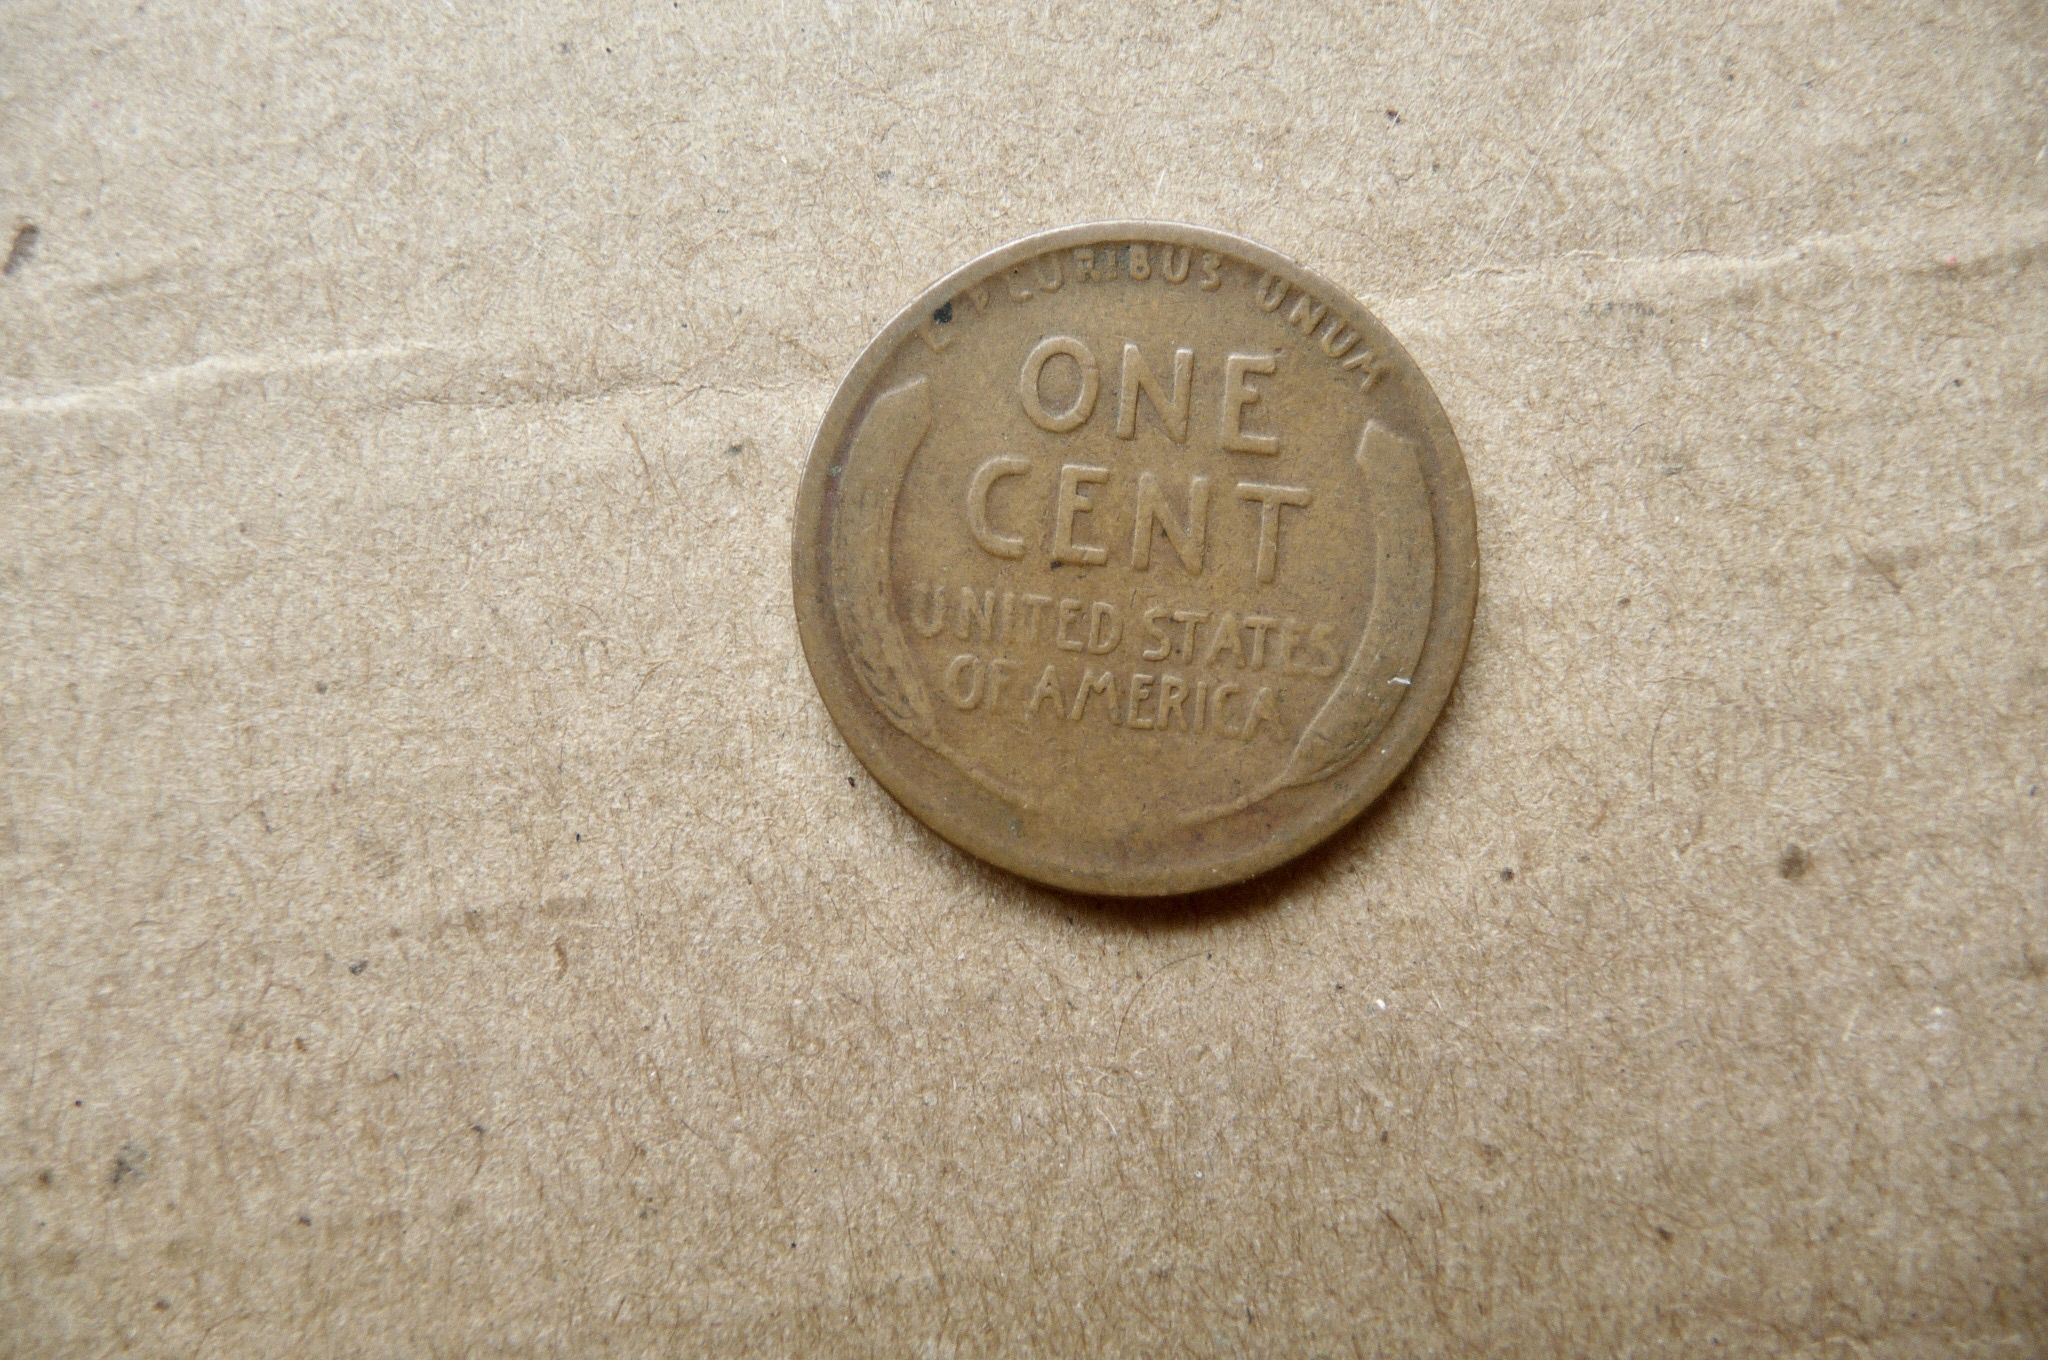 E PLURIBUS UNUM
ONE
CENT
UNITED STATES
OF AMERICA